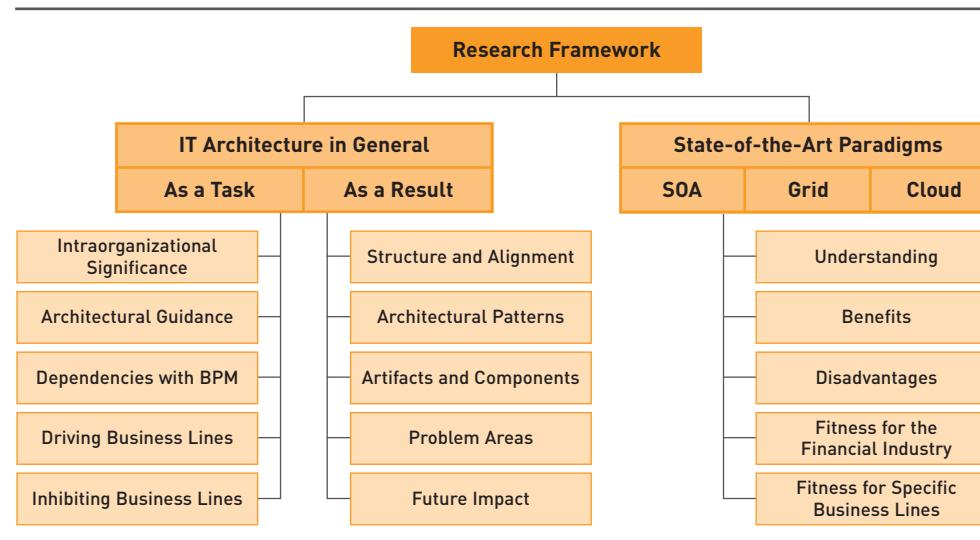 Research Framework
IT Architecture in General
As a Task
As a Result
Intraorganizational
Significance
Architectural Guidance
Dependencies with BPM
Driving Business Lines
Inhibiting Business Lines
Structure and Alignment
Architectural Patterns
Artifacts and Components
Problem Areas
Future Impact
State-of-the-Art Paradigms
SOA
Grid
Cloud
Understanding
Benefits
Disadvantages
Fitness for the
Financial Industry
Fitness for Specific
Business Lines